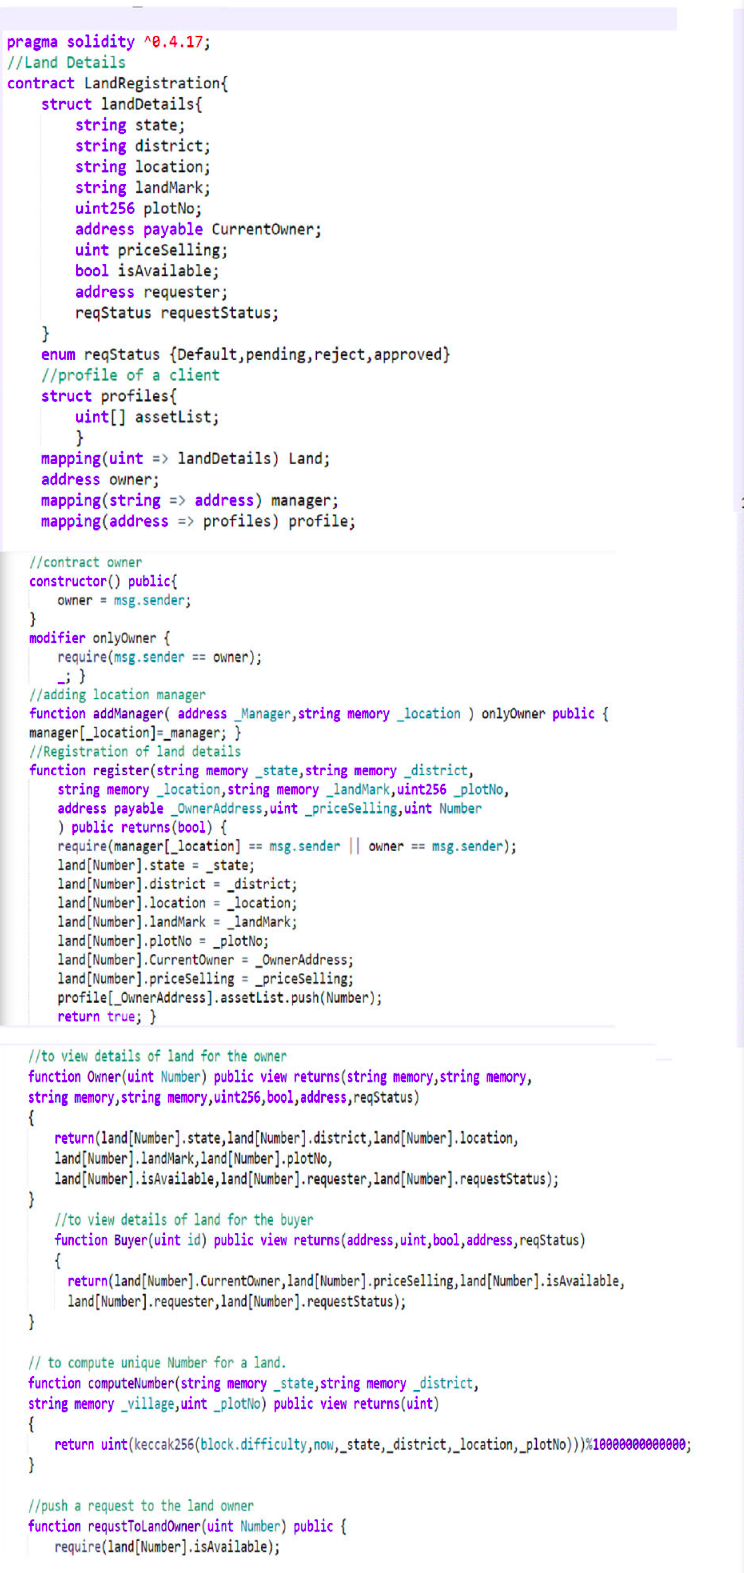 pragma solidity ^0.4.17;
//Land Details
contract LandRegistration{
struct landDetails{
string state;
string district;
string location;
string landMark;
uint256 plotNo;
address payable CurrentOwner;
uint priceSelling;
bool isAvailable;
address requester;
reqStatus requestStatus;
}
enum reqStatus {Default,pending,reject,approved}
//profile of a client
struct profiles{
uint[] assetList;
}
mapping(uint => landDetails) Land;
address owner;
mapping(string => address) manager;
mapping(address => profiles) profile;
//contract owner
constructor() public{
owner = msg.sender;
}
modifier onlyOwner {
require(msg.sender == owner);
_; }
//adding location manager
function addManager( address _Manager,string memory _location ) onlyOwner public {
manager[_location]=_manager; }
//Registration of land details
function register(string memory _state,string memory _district,
string memory _location,string memory _landMark,uint256 _plotNo,
address payable _OwnerAddress,uint _priceSelling,uint Number
) public returns(bool) {
require(manager[_location] == msg.sender || owner == msg.sender);
land[Number].state = _state;
land[Number].district = _district;
land[Number].location = _location;
land[Number].landMark = _landMark;
land[Number].plotNo = _plotNo;
land[Number].CurrentOwner = _OwnerAddress;
land[Number].priceSelling = _priceSelling;
profile[_OwnerAddress].assetList.push(Number);
return true; }
//to view details of land for the owner
function Owner(uint Number) public view returns(string memory,string memory,
string memory,string memory,uint256,bool,address,reqStatus)
{
return(land[Number].state,land[Number].district,land[Number].location,
land[Number].landMark,land[Number].plotNo,
land[Number].isAvailable,land[Number].requester,land[Number].requestStatus);
}
//to view details of land for the buyer
function Buyer(uint id) public view returns(address,uint,bool,address,reqStatus)
{
return(land[Number].CurrentOwner,land[Number].priceSelling,land[Number].isAvailable,
land[Number].requester,land[Number].requestStatus);
}
// to compute unique Number for a land.
function computeNumber(string memory _state,string memory _district,
string memory _village,uint _plotNo) public view returns(uint)
{
return uint(keccak256(block.difficulty,now,_state,_district,_location,_plotNo)))%10000000000000;
}
//push a request to the land owner
function requstToLandOwner(uint Number) public {
require(land[Number].isAvailable);